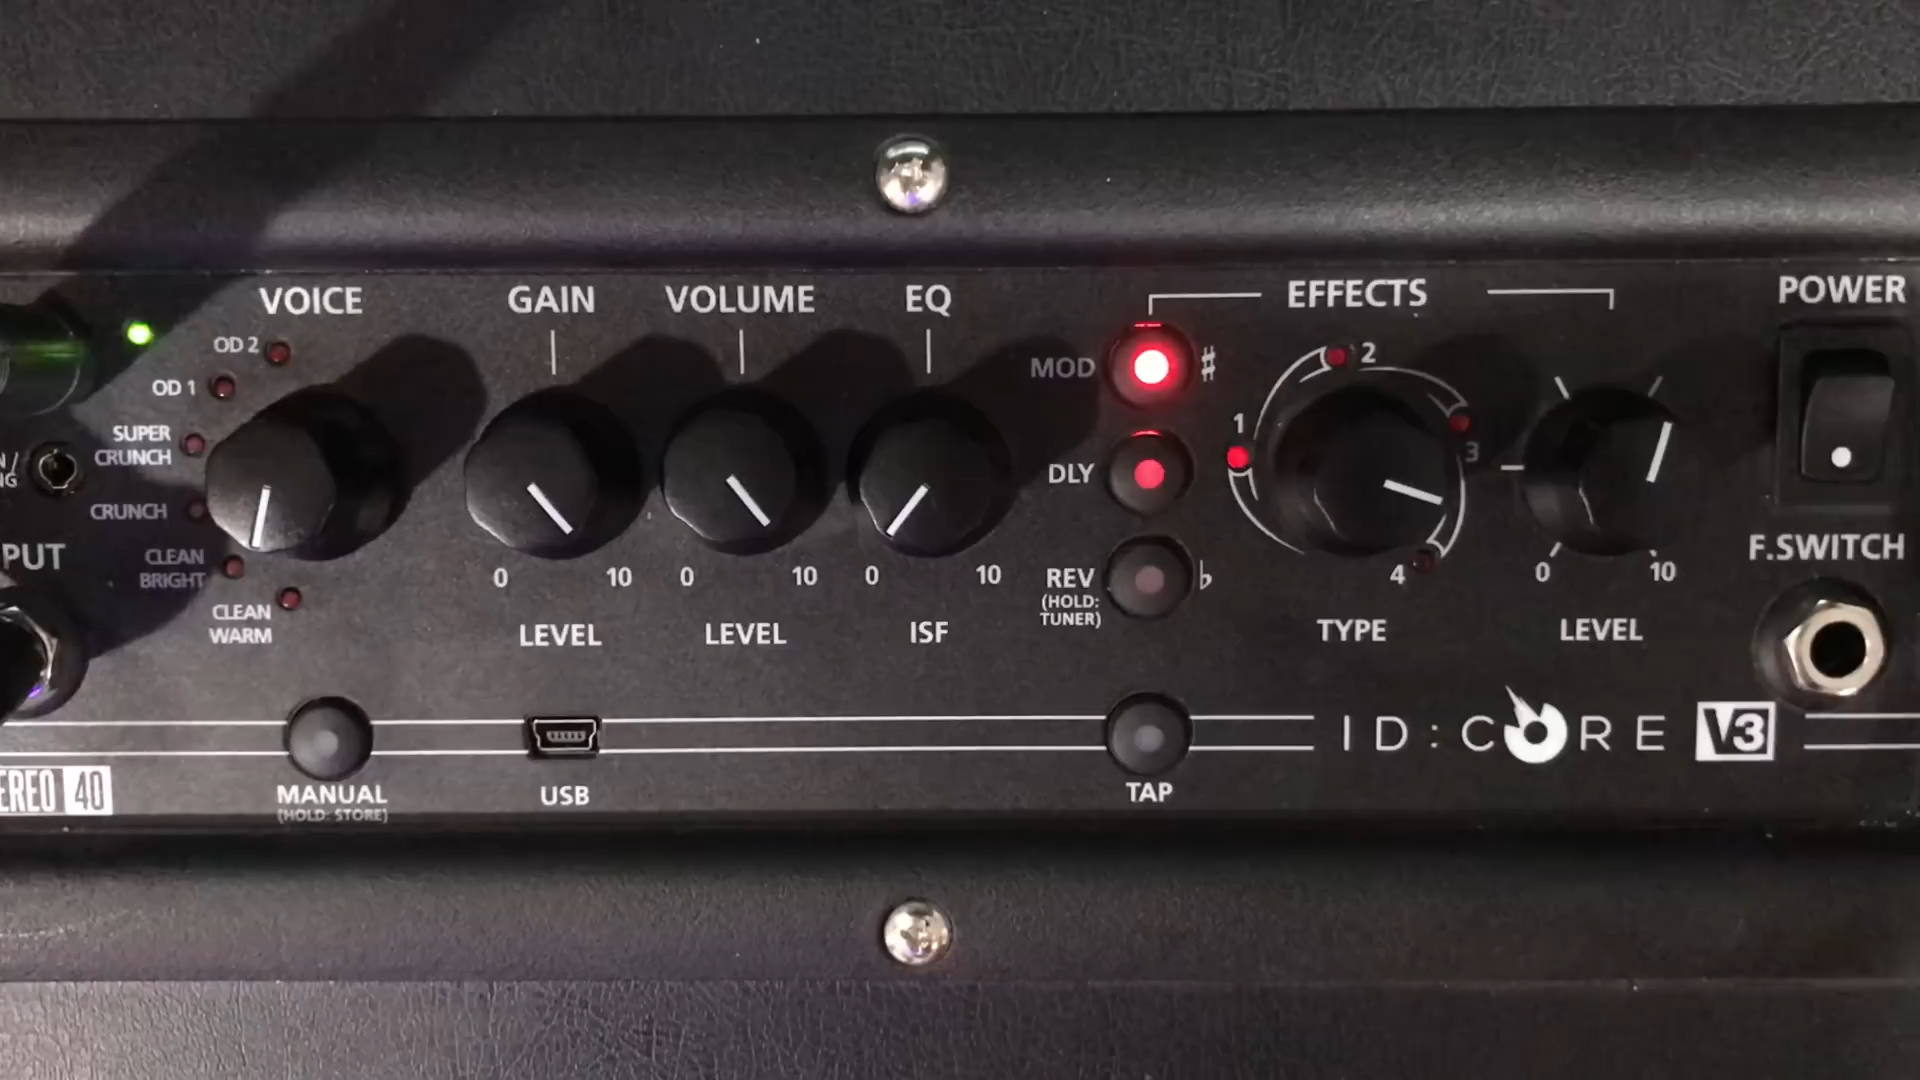 VOICE
GAIN
VOLUME
EQ
EFFECTS
POWER
OD 2
OD 1
SUPER
CRUNCH
CRUNCH
CLEAN
BRIGHT
CLEAN
WARM
0
10
LEVEL
0
10
LEVEL
0
10
ISF
MOD
♯
DLY
REV
♭
(HOLD:
TUNER)
1
2
3
4
TYPE
0
10
LEVEL
F.SWITCH
MANUAL
(HOLD: STORE)
USB
TAP
ID:CORE V3
40